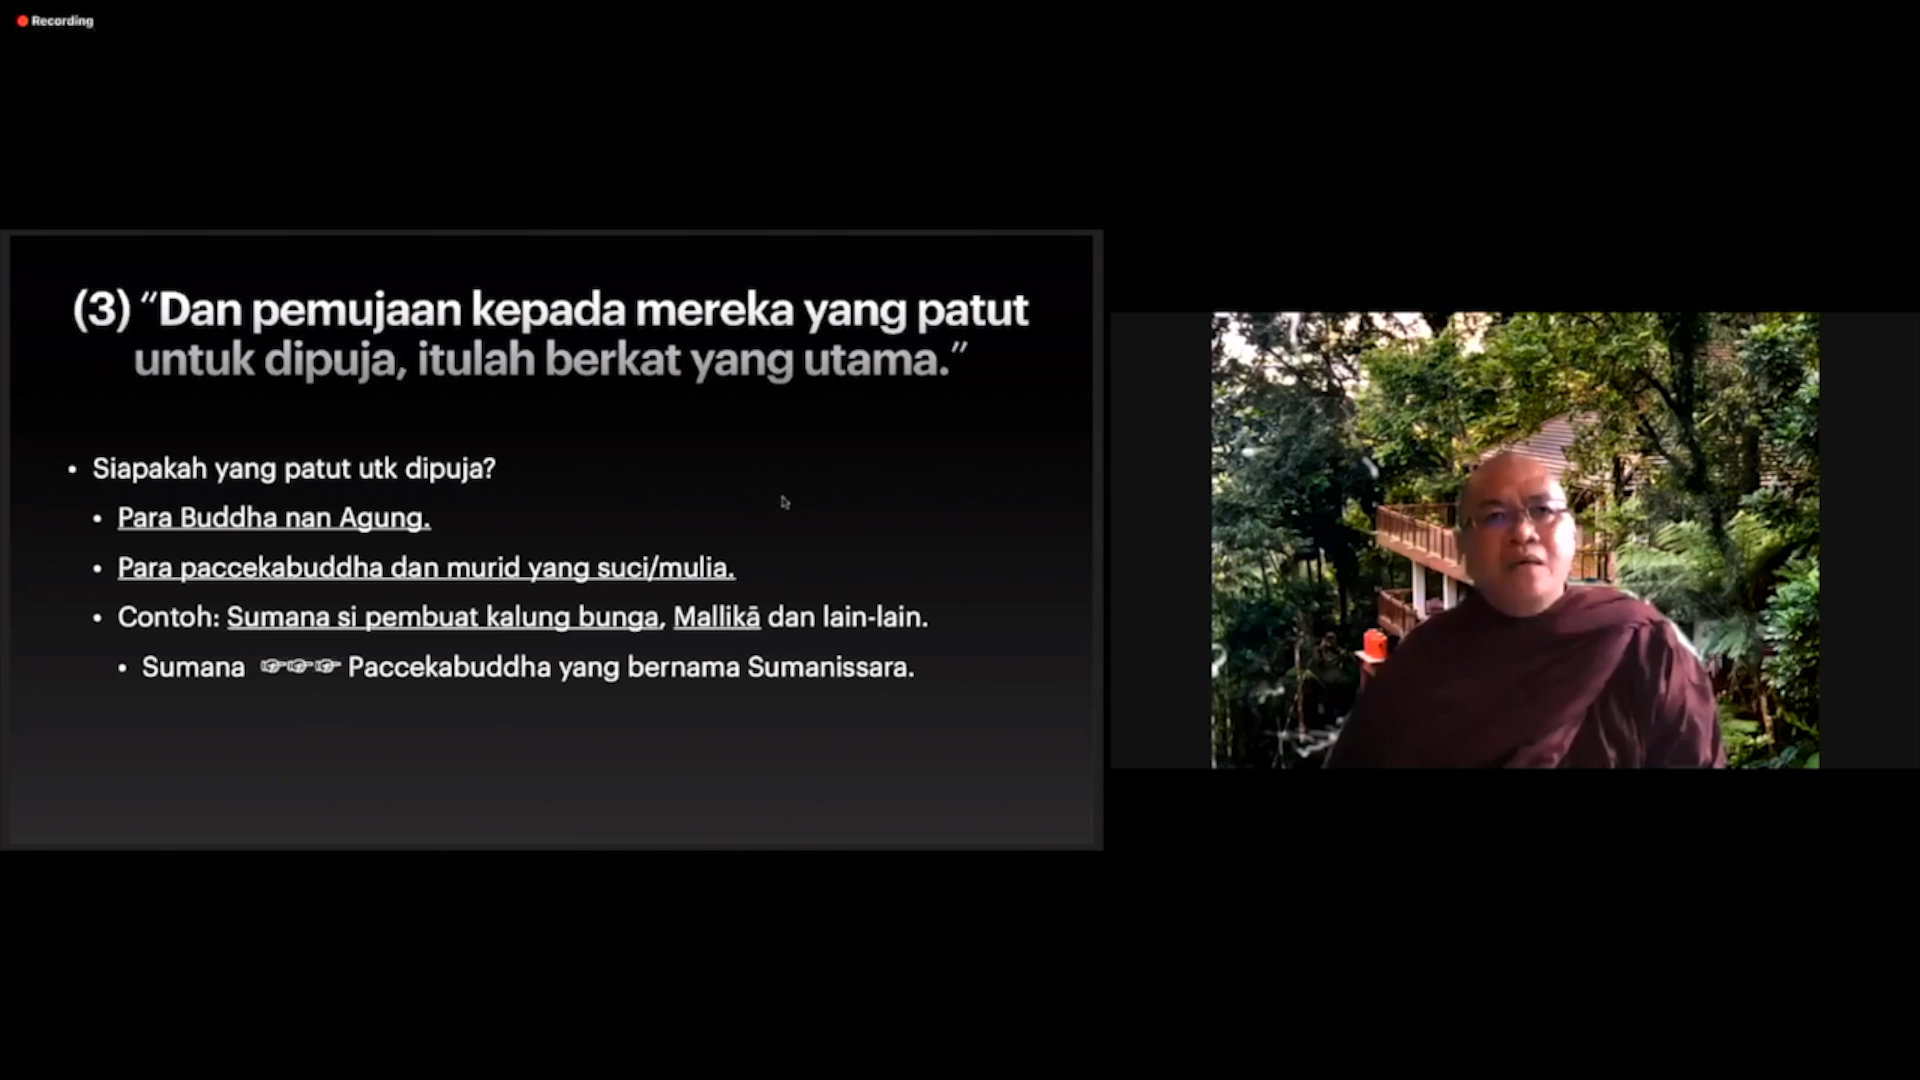 Recording
(3) “Dan pemujaan kepada mereka yang patut
untuk dipuja, itulah berkat yang utama.”
• Siapakah yang patut utk dipuja?
• Para Buddha nan Agung.
• Para paccekabuddha dan murid yang suci/mulia.
• Contoh: Sumana si pembuat kalung bunga, Mallikā dan lain-lain.
• Sumana ☞☞☞ Paccekabuddha yang bernama Sumanissara.